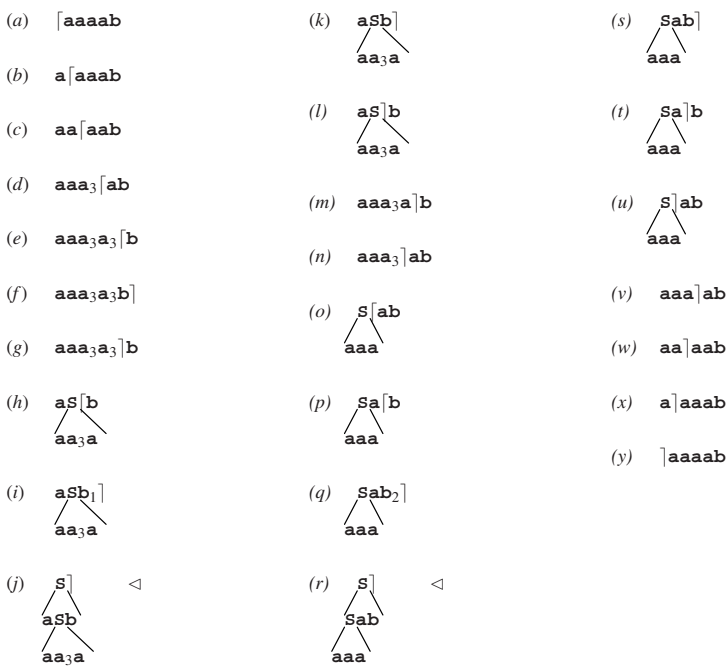 (a) ⌈aaaab
(b) a⌈aaab
(c) aa⌈aab
(d) aaa₃⌈ab
(e) aaa₃a₃⌈b
(f) aaa₃a₃b⌉
(g) aaa₃a₃⌉b
(h) aS⌈b
aa₃a
(i) aSb₁⌉
aa₃a
(j) S⌉ ◁
aSb
aa₃a
(k) aSb⌉
aa₃a
(l) aS⌉b
aa₃a
(m) aaa₃a⌉b
(n) aaa₃⌉ab
(o) S⌈ab
aaa
(p) Sa⌈b
aaa
(q) Sab₂⌉
aaa
(r) S⌉ ◁
Sab
aaa
(s) Sab⌉
aaa
(t) Sa⌉b
aaa
(u) S⌉ab
aaa
(v) aaa⌉ab
(w) aa⌉aab
(x) a⌉aaab
(y) ⌉aaaab